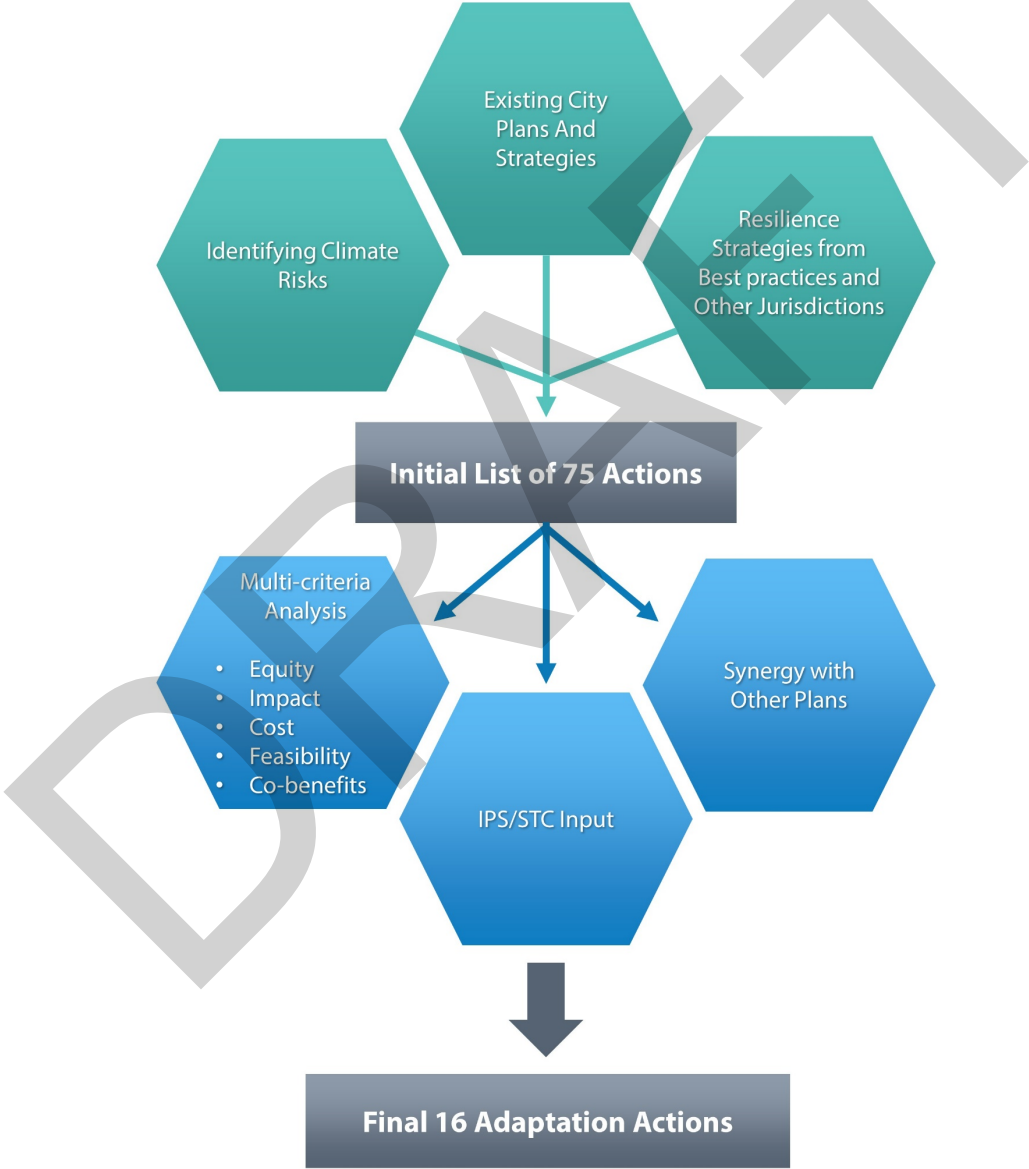 Existing City
Plans And
Strategies
Identifying Climate
Risks
Resilience
Strategies from
Best practices and
Other Jurisdictions
Initial List of 75 Actions
Multi-criteria
Analysis
• Equity
• Impact
• Cost
• Feasibility
• Co-benefits
IPS/STC Input
Synergy with
Other Plans
Final 16 Adaptation Actions
DRAFT